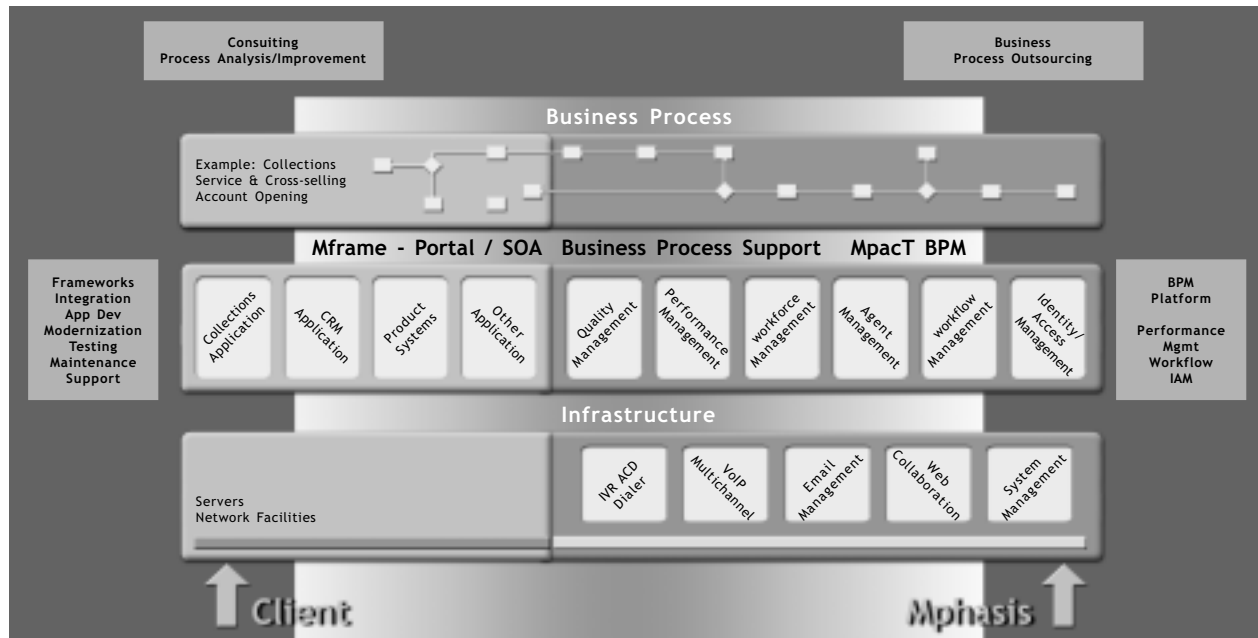 Consuiting
Process Analysis/Improvement
Business
Process Outsourcing
Business Process
Example: Collections
Service & Cross-selling
Account Opening
Mframe - Portal / SOA Business Process Support MpacT BPM
Frameworks
Integration
App Dev
Modernization
Testing
Maintenance
Support
Collections
Application
CRM
Application
Product
Systems
Other
Application
Quality
Management
Performance
Management
workforce
Management
Agent
Management
workflow
Management
Identity/
Access
Management
BPM
Platform
Performance
Mgmt
Workflow
IAM
Infrastructure
Servers
Network Facilities
IVR ACD
Dialer
VoIP
Multichannel
Email
Management
Web
Collaboration
System
Management
Client
Mphasis